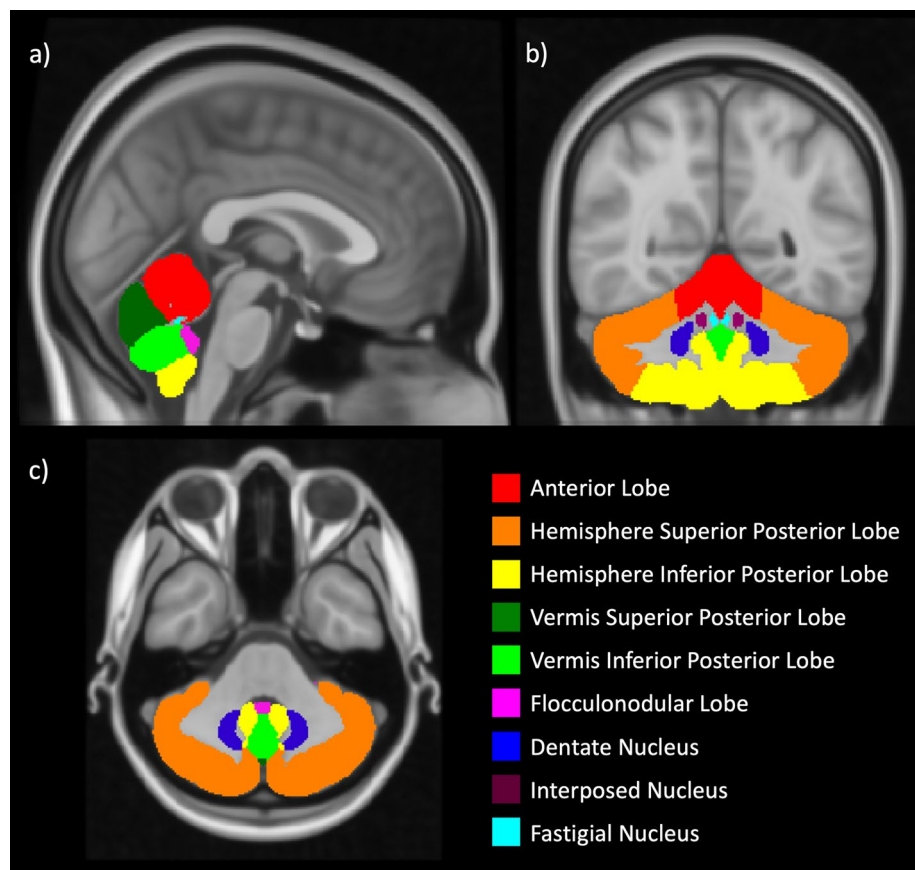 a)
b)
c)
Anterior Lobe
Hemisphere Superior Posterior Lobe
Hemisphere Inferior Posterior Lobe
Vermis Superior Posterior Lobe
Vermis Inferior Posterior Lobe
Flocculonodular Lobe
Dentate Nucleus
Interposed Nucleus
Fastigial Nucleus